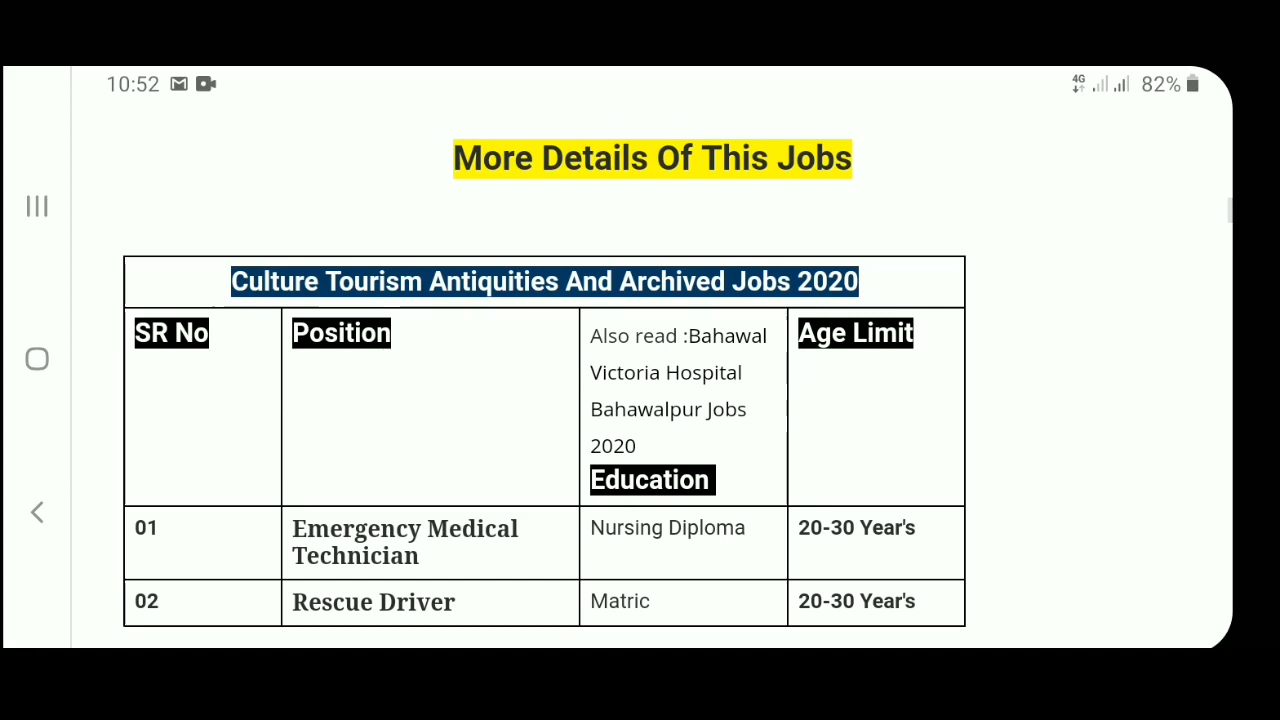 10:52
4G 82%
More Details Of This Jobs
Culture Tourism Antiquities And Archived Jobs 2020
SR No
Position
Also read :Bahawal
Victoria Hospital
Bahawalpur Jobs
2020
Education
Age Limit
01
Emergency Medical
Technician
Nursing Diploma
20-30 Year's
02
Rescue Driver
Matric
20-30 Year's